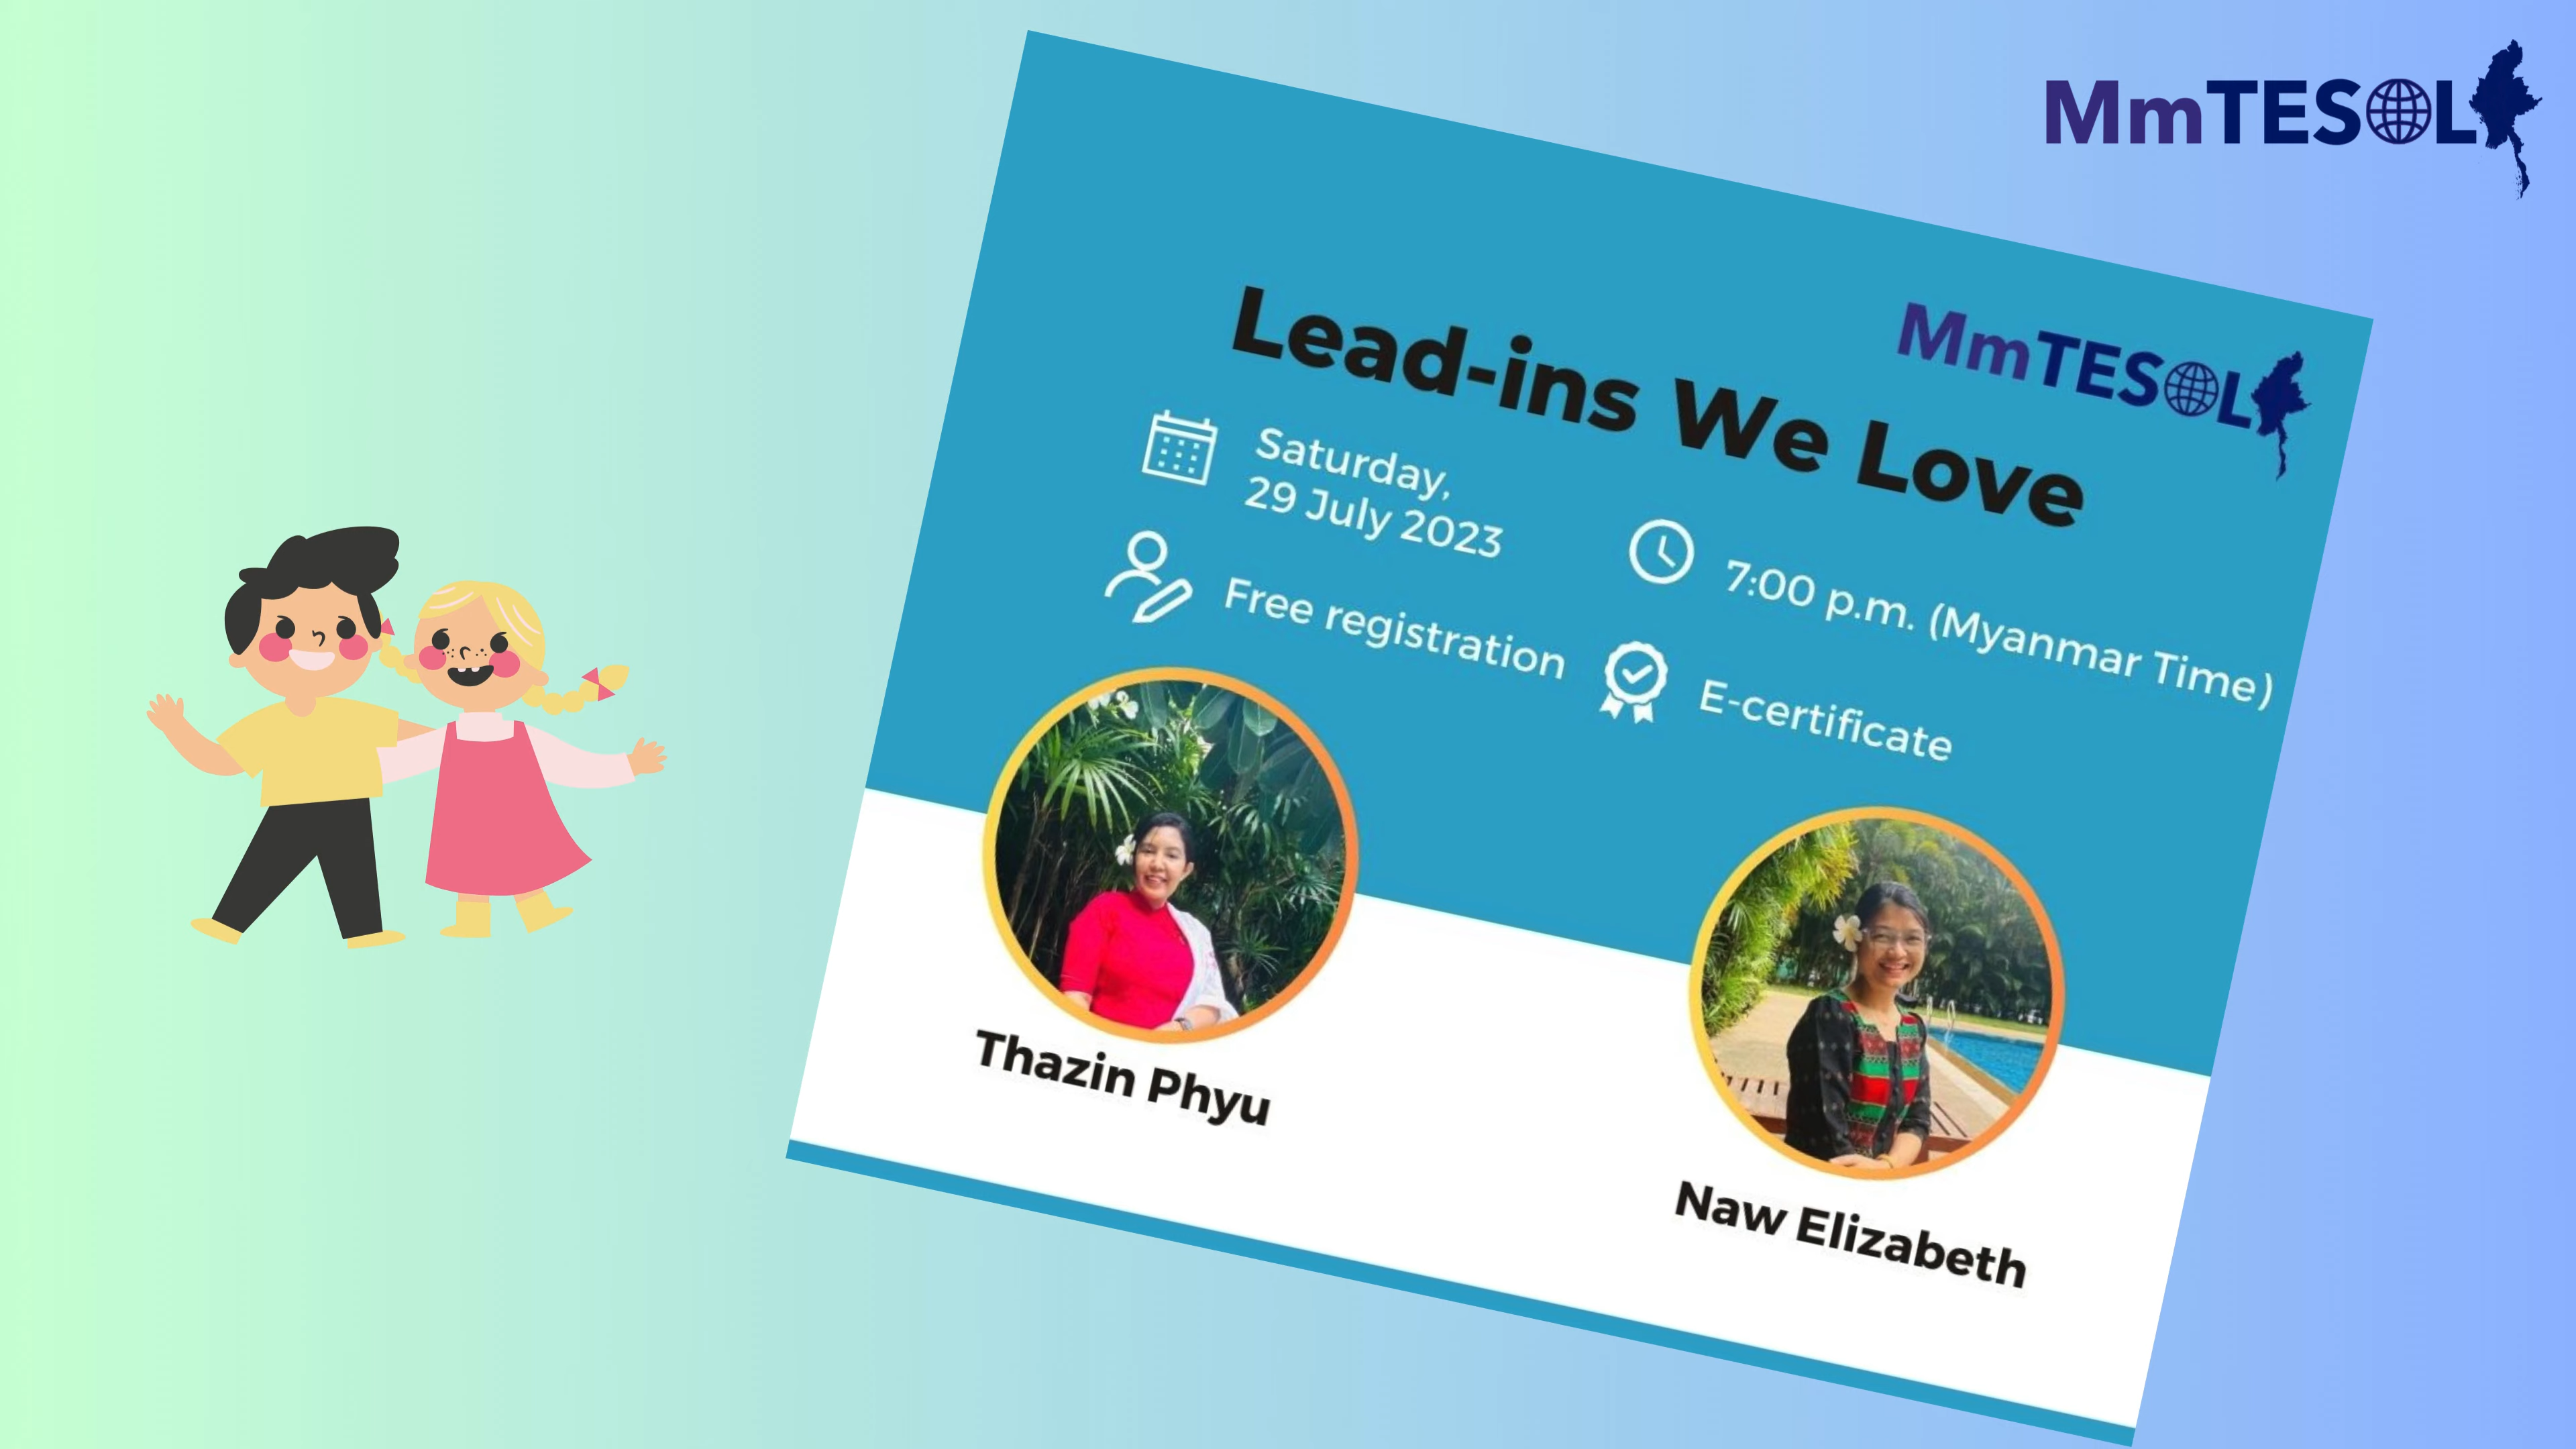 MmTESOL
MmTESOL
Lead-ins We Love
Saturday,
29 July 2023
7:00 p.m. (Myanmar Time)
Free registration
E-certificate
Thazin Phyu
Naw Elizabeth